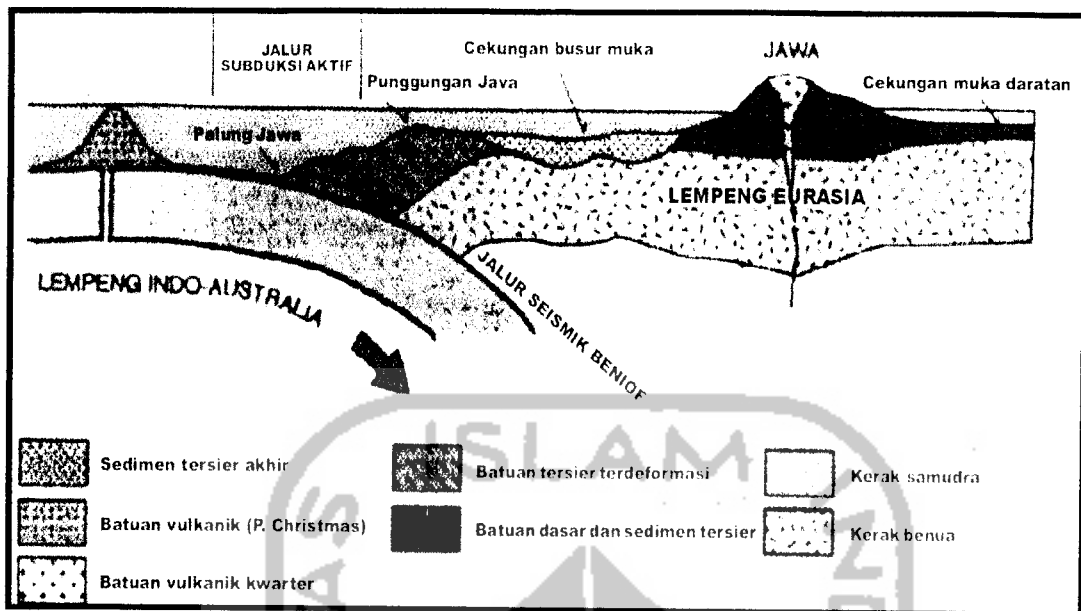 JALUR
SUBDUKSI AKTIF
Cekungan busur muka
JAWA
Punggungan Java
Cekungan muka daratan
Palung Jawa
LEMPENG EURASIA
LEMPENG INDO-AUSTRALIA
JALUR SEISMIK BENIOF
Sedimen tersier akhir
Batuan tersier terdeformasi
Kerak samudra
Batuan vulkanik (P. Christmas)
Batuan dasar dan sedimen tersier
Kerak benua
Batuan vulkanik kwarter
ISLAM